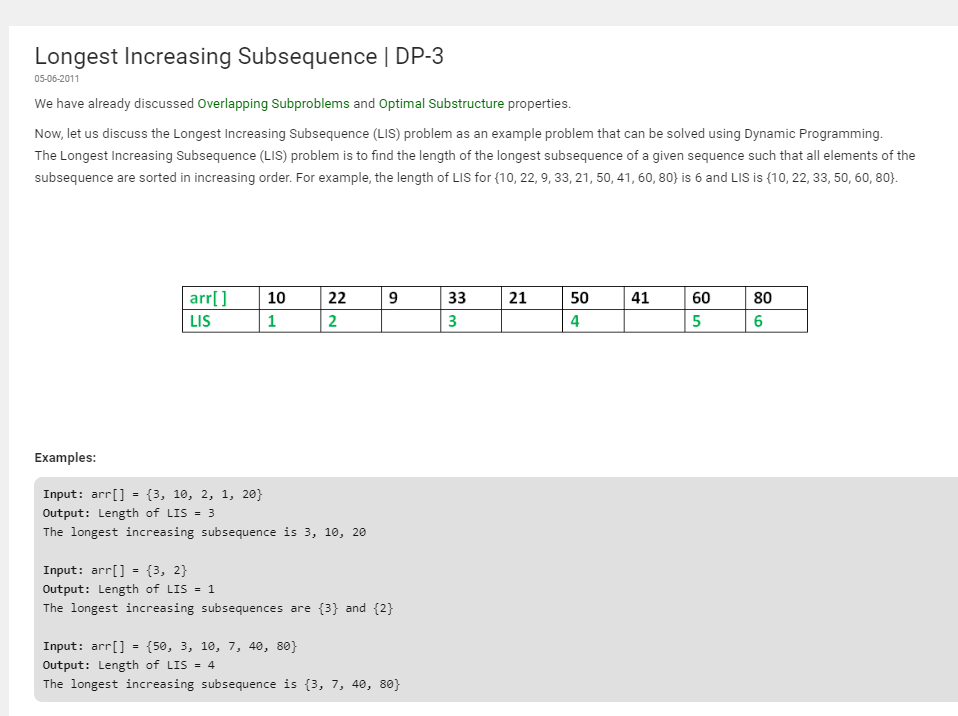 Longest Increasing Subsequence | DP-3
05-06-2011
We have already discussed Overlapping Subproblems and Optimal Substructure properties.
Now, let us discuss the Longest Increasing Subsequence (LIS) problem as an example problem that can be solved using Dynamic Programming.
The Longest Increasing Subsequence (LIS) problem is to find the length of the longest subsequence of a given sequence such that all elements of the
subsequence are sorted in increasing order. For example, the length of LIS for {10, 22, 9, 33, 21, 50, 41, 60, 80} is 6 and LIS is {10, 22, 33, 50, 60, 80}.
arr[ ] 10 22 9 33 21 50 41 60 80
LIS 1 2 3 4 5 6
Examples:
Input: arr[] = {3, 10, 2, 1, 20}
Output: Length of LIS = 3
The longest increasing subsequence is 3, 10, 20
Input: arr[] = {3, 2}
Output: Length of LIS = 1
The longest increasing subsequences are {3} and {2}
Input: arr[] = {50, 3, 10, 7, 40, 80}
Output: Length of LIS = 4
The longest increasing subsequence is {3, 7, 40, 80}